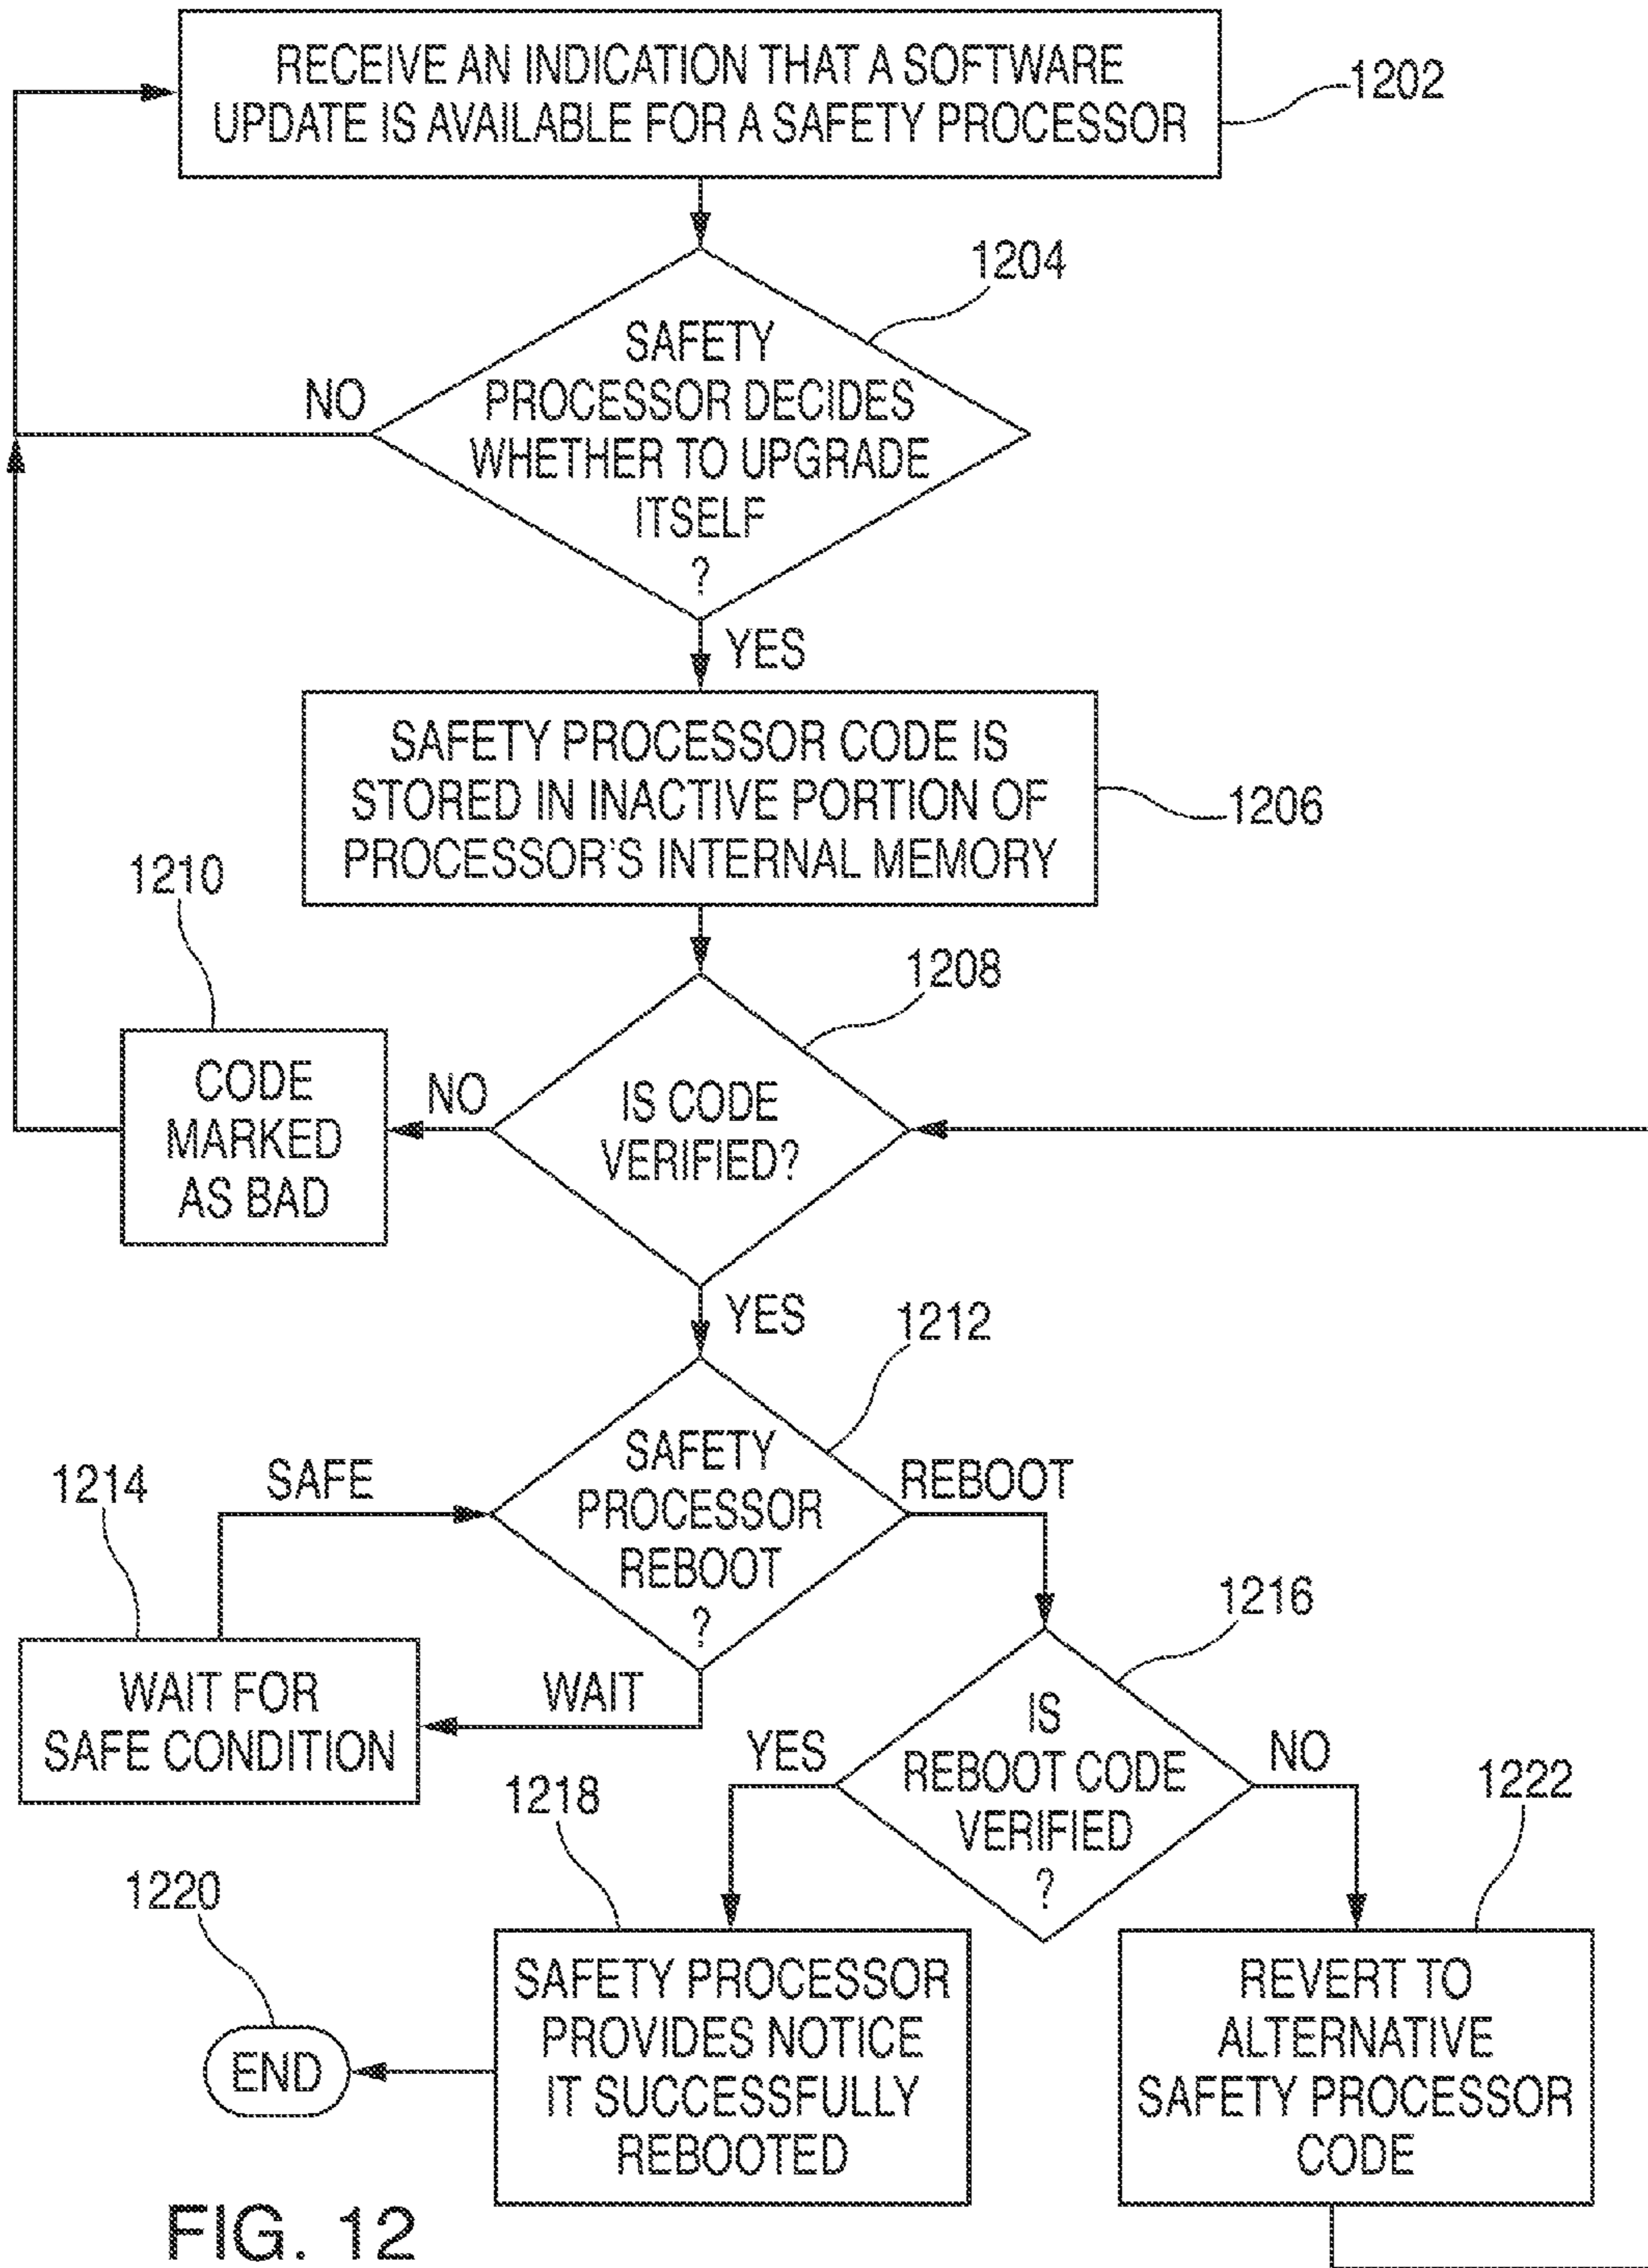 RECEIVE AN INDICATION THAT A SOFTWARE
UPDATE IS AVAILABLE FOR A SAFETY PROCESSOR
1202
1204
SAFETY
PROCESSOR DECIDES
WHETHER TO UPGRADE
ITSELF
?
NO
YES
SAFETY PROCESSOR CODE IS
STORED IN INACTIVE PORTION OF
PROCESSOR'S INTERNAL MEMORY
1206
1208
IS CODE
VERIFIED?
NO
1210
CODE
MARKED
AS BAD
YES
1212
SAFETY
PROCESSOR
REBOOT
?
SAFE
1214
WAIT FOR
SAFE CONDITION
WAIT
REBOOT
1216
IS
REBOOT CODE
VERIFIED
?
YES
NO
1218
SAFETY PROCESSOR
PROVIDES NOTICE
IT SUCCESSFULLY
REBOOTED
1220
END
1222
REVERT TO
ALTERNATIVE
SAFETY PROCESSOR
CODE
FIG. 12